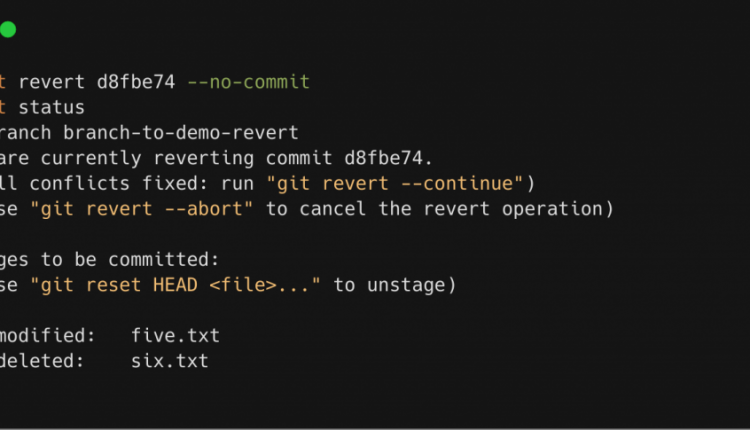 t revert d8fbe74 --no-commit
t status
ranch branch-to-demo-revert
are currently reverting commit d8fbe74.
ll conflicts fixed: run "git revert --continue")
se "git revert --abort" to cancel the revert operation)
ges to be committed:
se "git reset HEAD <file>..." to unstage)
modified: five.txt
deleted: six.txt